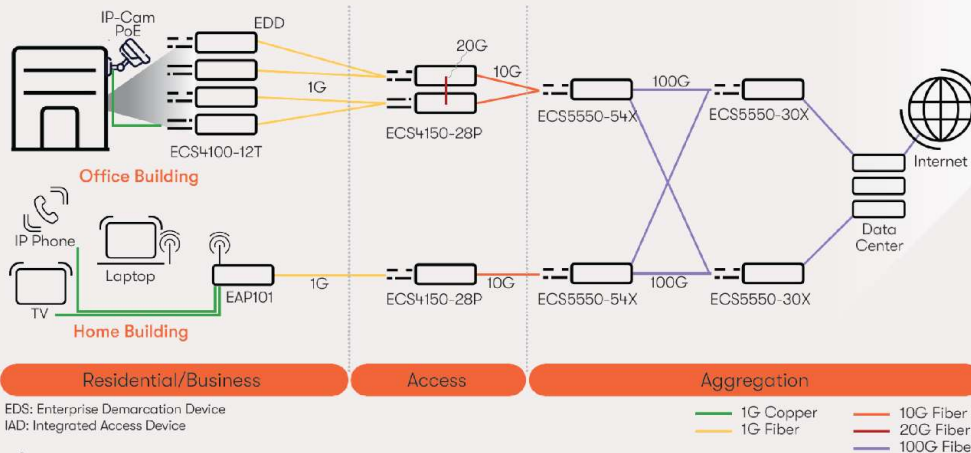 IP-Cam
PoE
EDD
20G
10G
1G
100G
ECS4100-12T
ECS4150-28P
ECS5550-54X
ECS5550-30X
Internet
Office Building
IP Phone
Laptop
TV
EAP101
1G
ECS4150-28P
10G
ECS5550-54X
100G
ECS5550-30X
Data
Center
Home Building
Residential/Business
Access
Aggregation
EDS: Enterprise Demarcation Device
IAD: Integrated Access Device
1G Copper
1G Fiber
10G Fiber
20G Fiber
100G Fibe